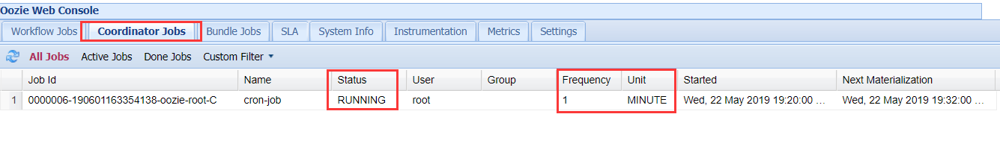 Oozie Web Console
Workflow Jobs Coordinator Jobs Bundle Jobs SLA System Info Instrumentation Metrics Settings
All Jobs Active Jobs Done Jobs Custom Filter
Job Id Name Status User Group Frequency Unit Started Next Materialization
1 0000006-190601163354138-oozie-root-C cron-job RUNNING root 1 MINUTE Wed, 22 May 2019 19:20:00 ... Wed, 22 May 2019 19:32:00 ...